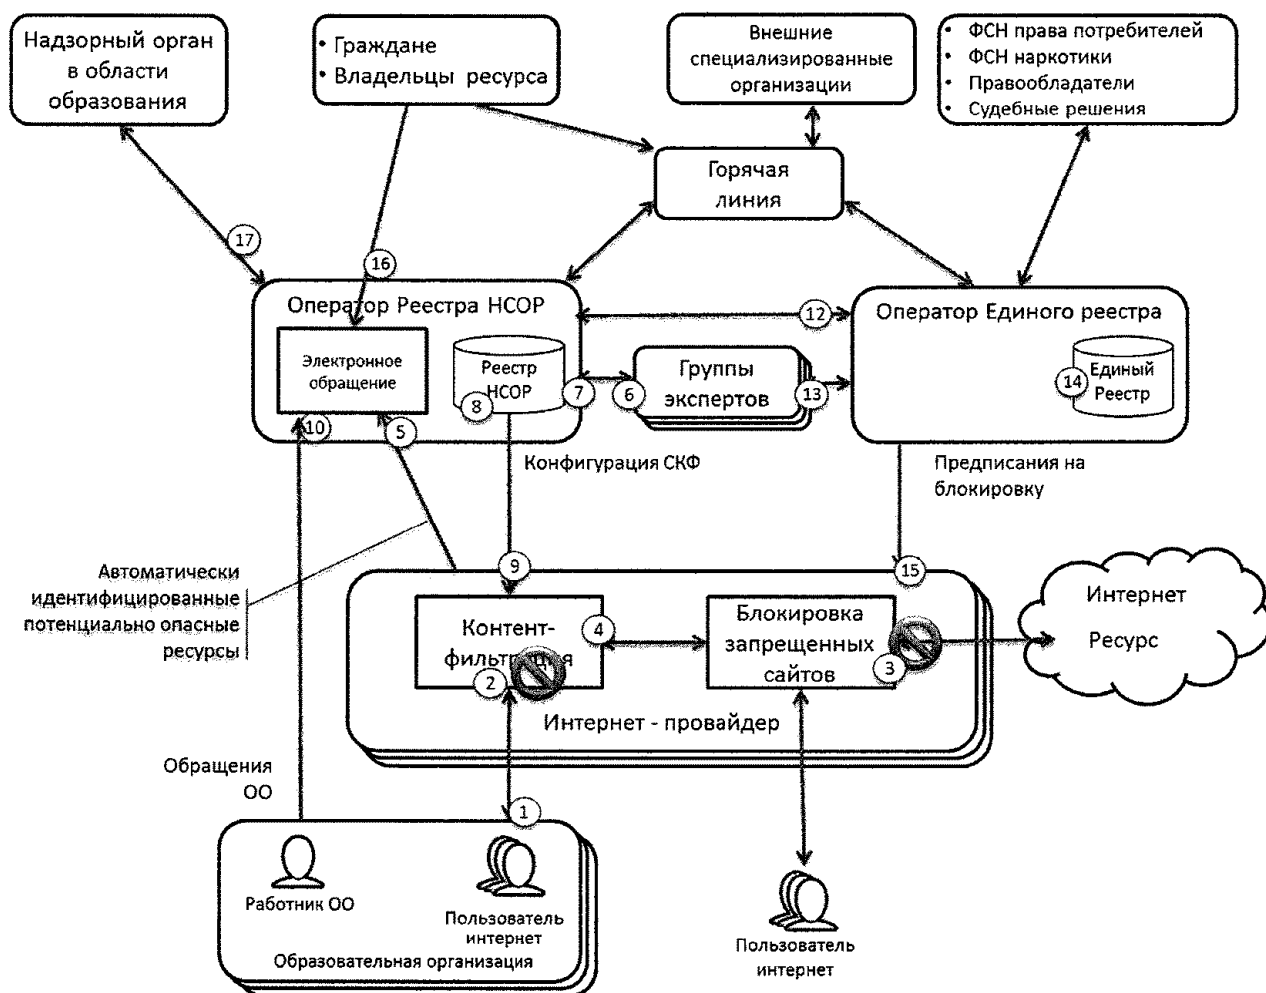 Надзорный орган
в области
образования
• Граждане
• Владельцы ресурса
Внешние
специализированные
организации
• ФСН права потребителей
• ФСН наркотики
• Правообладатели
• Судебные решения
Горячая
линия
17
16
Оператор Реестра НСОР
12
Оператор Единого реестра
Электронное
обращение
Реестр
НСОР
8
7
6
Группы
экспертов
13
14
Единый
Реестр
10
5
Конфигурация СКФ
Предписания на
блокировку
Автоматически
идентифицированные
потенциально опасные
ресурсы
9
15
Контент-
фильтрация
2
4
Блокировка
запрещенных
сайтов
3
Интернет
Ресурс
Интернет - провайдер
Обращения
ОО
1
Работник ОО
Пользователь
интернет
Образовательная организация
Пользователь
интернет